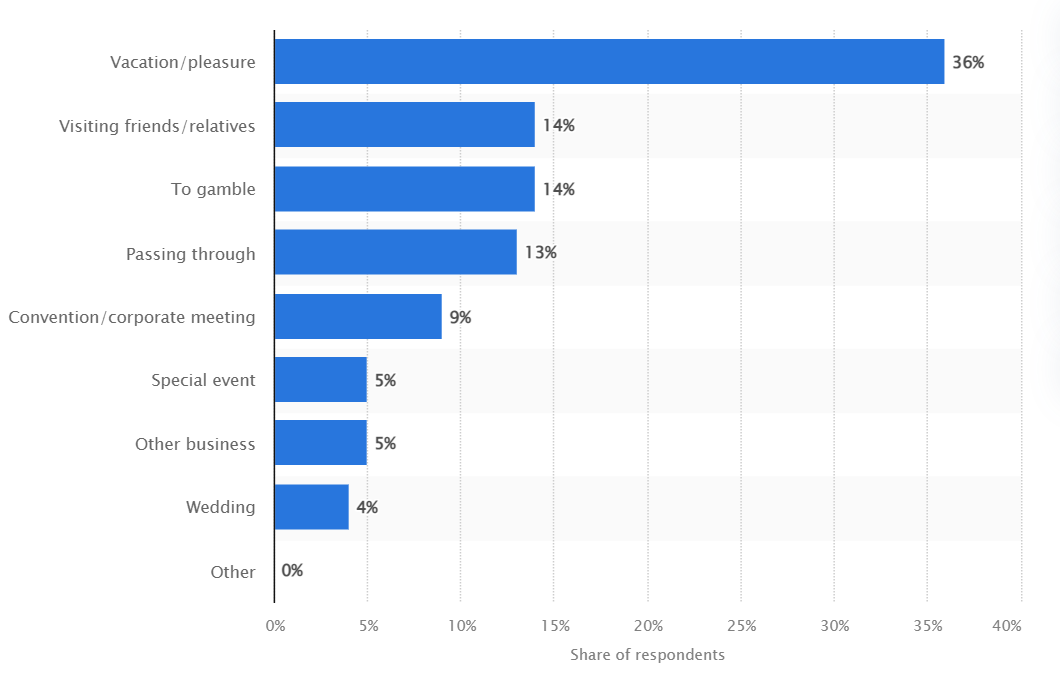 Vacation/pleasure 36%
Visiting friends/relatives 14%
To gamble 14%
Passing through 13%
Convention/corporate meeting 9%
Special event 5%
Other business 5%
Wedding 4%
Other 0%
0% 5% 10% 15% 20% 25% 30% 35% 40%
Share of respondents